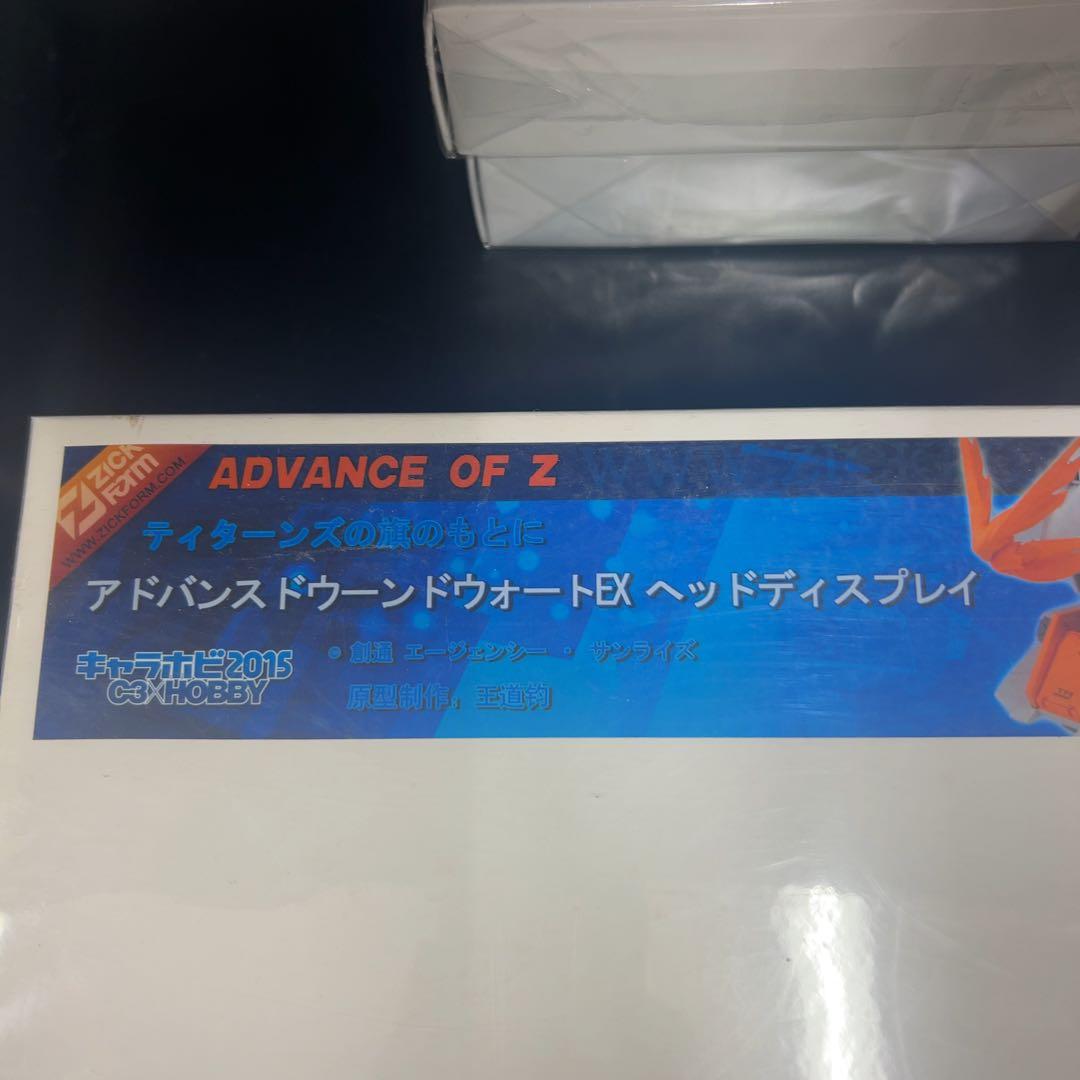 ZICK
FORM
WWW.ZICKFORM.COM
ADVANCE OF Z
ティターンズの旗のもとに
アドバンスドウーンドウォートEX ヘッドディスプレイ
キャラホビ2015
C3×HOBBY
創通 エージェンシー ・ サンライズ
原型制作：王道钧